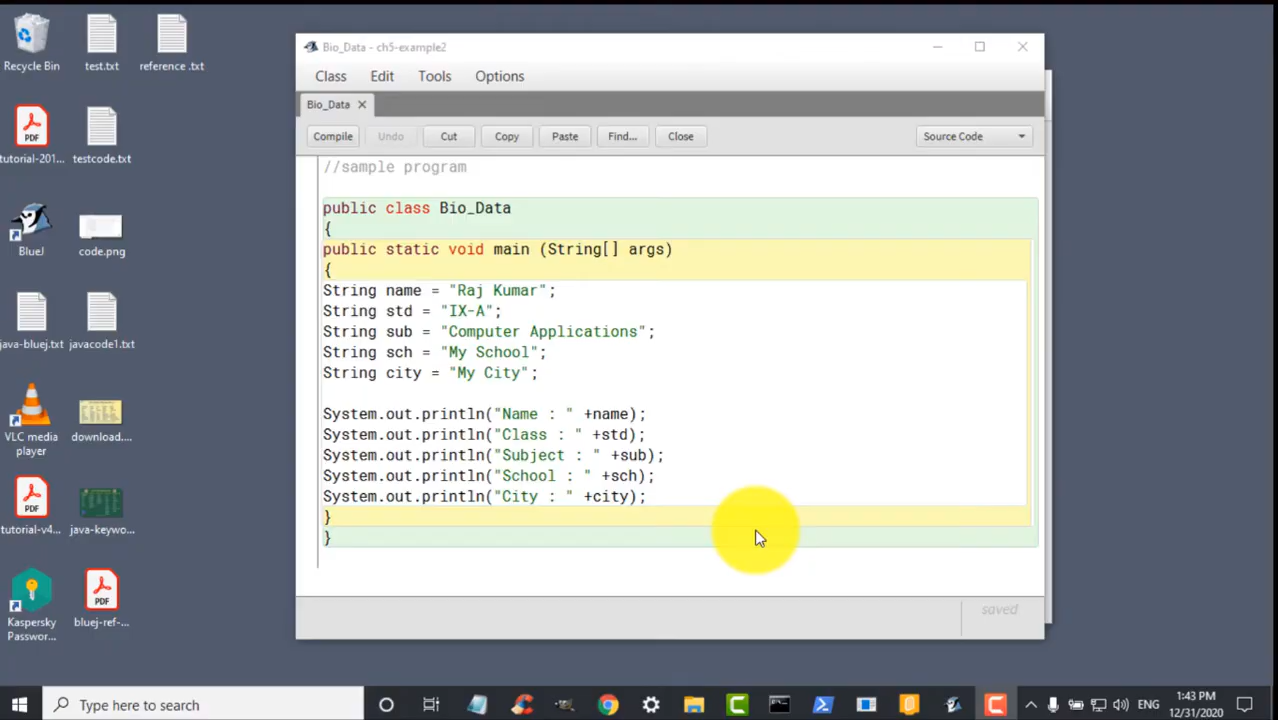 Recycle Bin
test.txt
reference .txt
tutorial-201...
testcode.txt
BlueJ
code.png
java-bluej.txt
javacode1.txt
VLC media
player
download....
tutorial-v4...
java-keywo...
Kaspersky
Passwor...
bluej-ref-...
Bio_Data - ch5-example2
Class Edit Tools Options
Bio_Data
Compile Undo Cut Copy Paste Find... Close Source Code
//sample program
public class Bio_Data
{
public static void main (String[] args)
{
String name = "Raj Kumar";
String std = "IX-A";
String sub = "Computer Applications";
String sch = "My School";
String city = "My City";
System.out.println("Name : " +name);
System.out.println("Class : " +std);
System.out.println("Subject : " +sub);
System.out.println("School : " +sch);
System.out.println("City : " +city);
}
}
saved
Type here to search
ENG
1:43 PM
12/31/2020